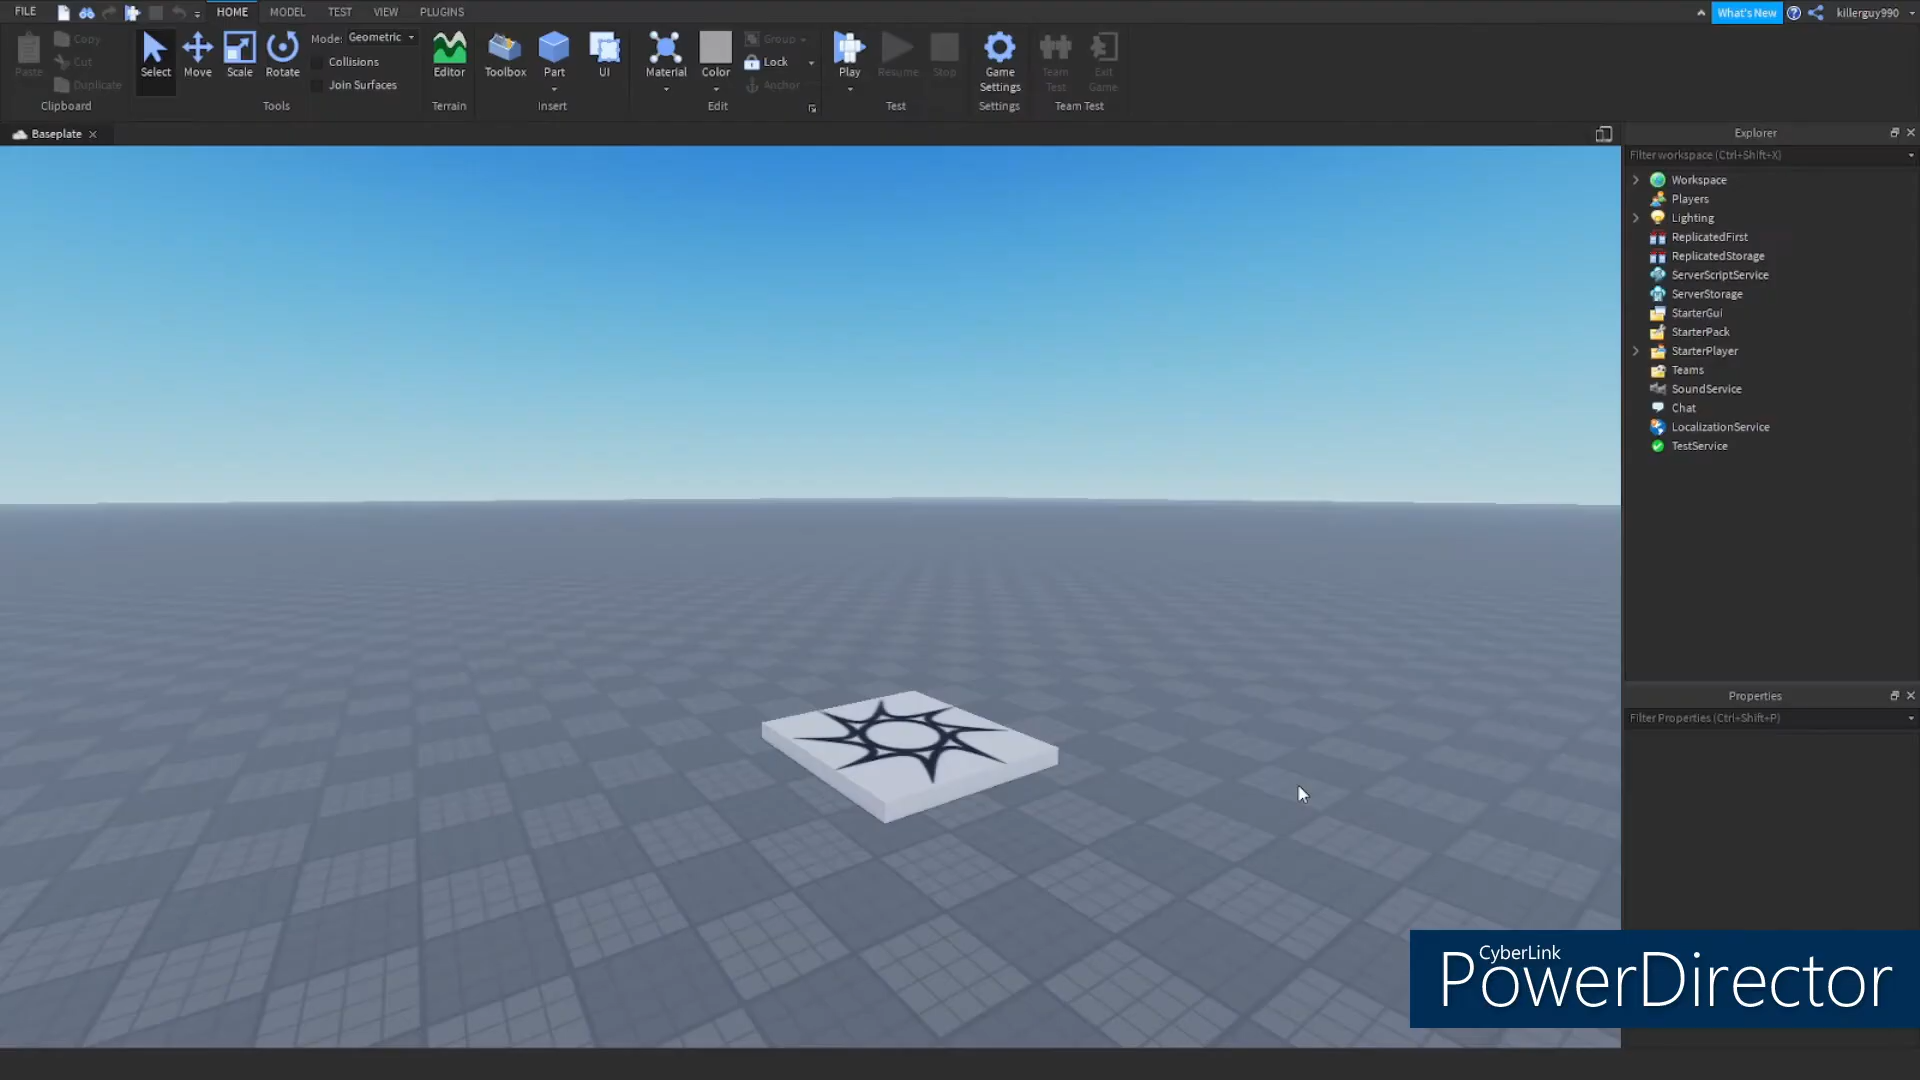 FILE HOME MODEL TEST VIEW PLUGINS What's New killerguy990
Paste Copy Cut Duplicate Clipboard
Select Move Scale Rotate Mode: Geometric Collisions Join Surfaces Tools
Editor Terrain
Toolbox Part UI Insert
Material Color Group Lock Anchor Edit
Play Resume Stop Test
Game Settings Settings
Team Test Exit Game Team Test
Baseplate
Explorer
Filter workspace (Ctrl+Shift+X)
Workspace
Players
Lighting
ReplicatedFirst
ReplicatedStorage
ServerScriptService
ServerStorage
StarterGui
StarterPack
StarterPlayer
Teams
SoundService
Chat
LocalizationService
TestService
Properties
Filter Properties (Ctrl+Shift+P)
CyberLink
PowerDirector